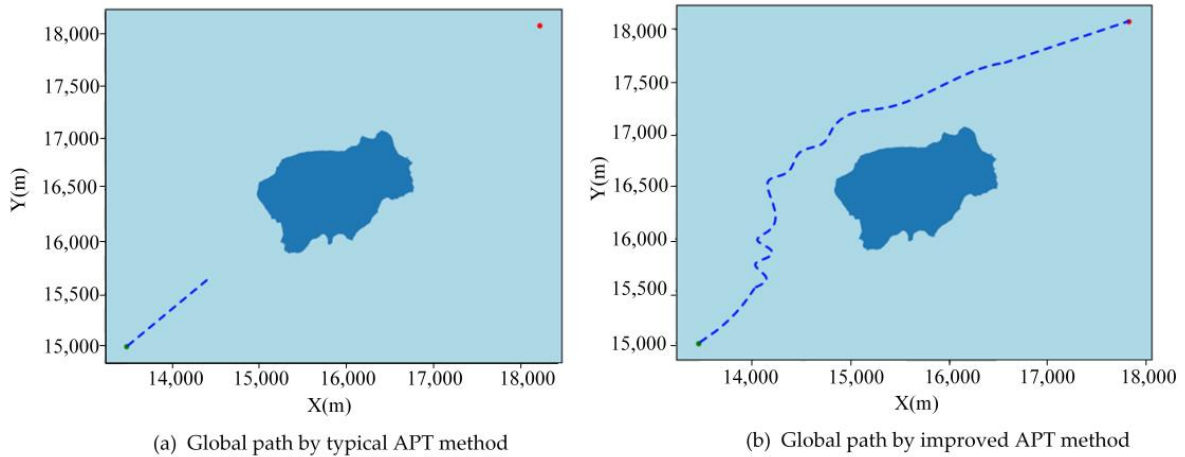 18,000
17,500
17,000
16,500
16,000
15,500
15,000
Y(m)
14,000 15,000 16,000 17,000 18,000
X(m)
(a) Global path by typical APT method
18,000
17,500
17,000
16,500
16,000
15,500
15,000
Y(m)
14,000 15,000 16,000 17,000 18,000
X(m)
(b) Global path by improved APT method